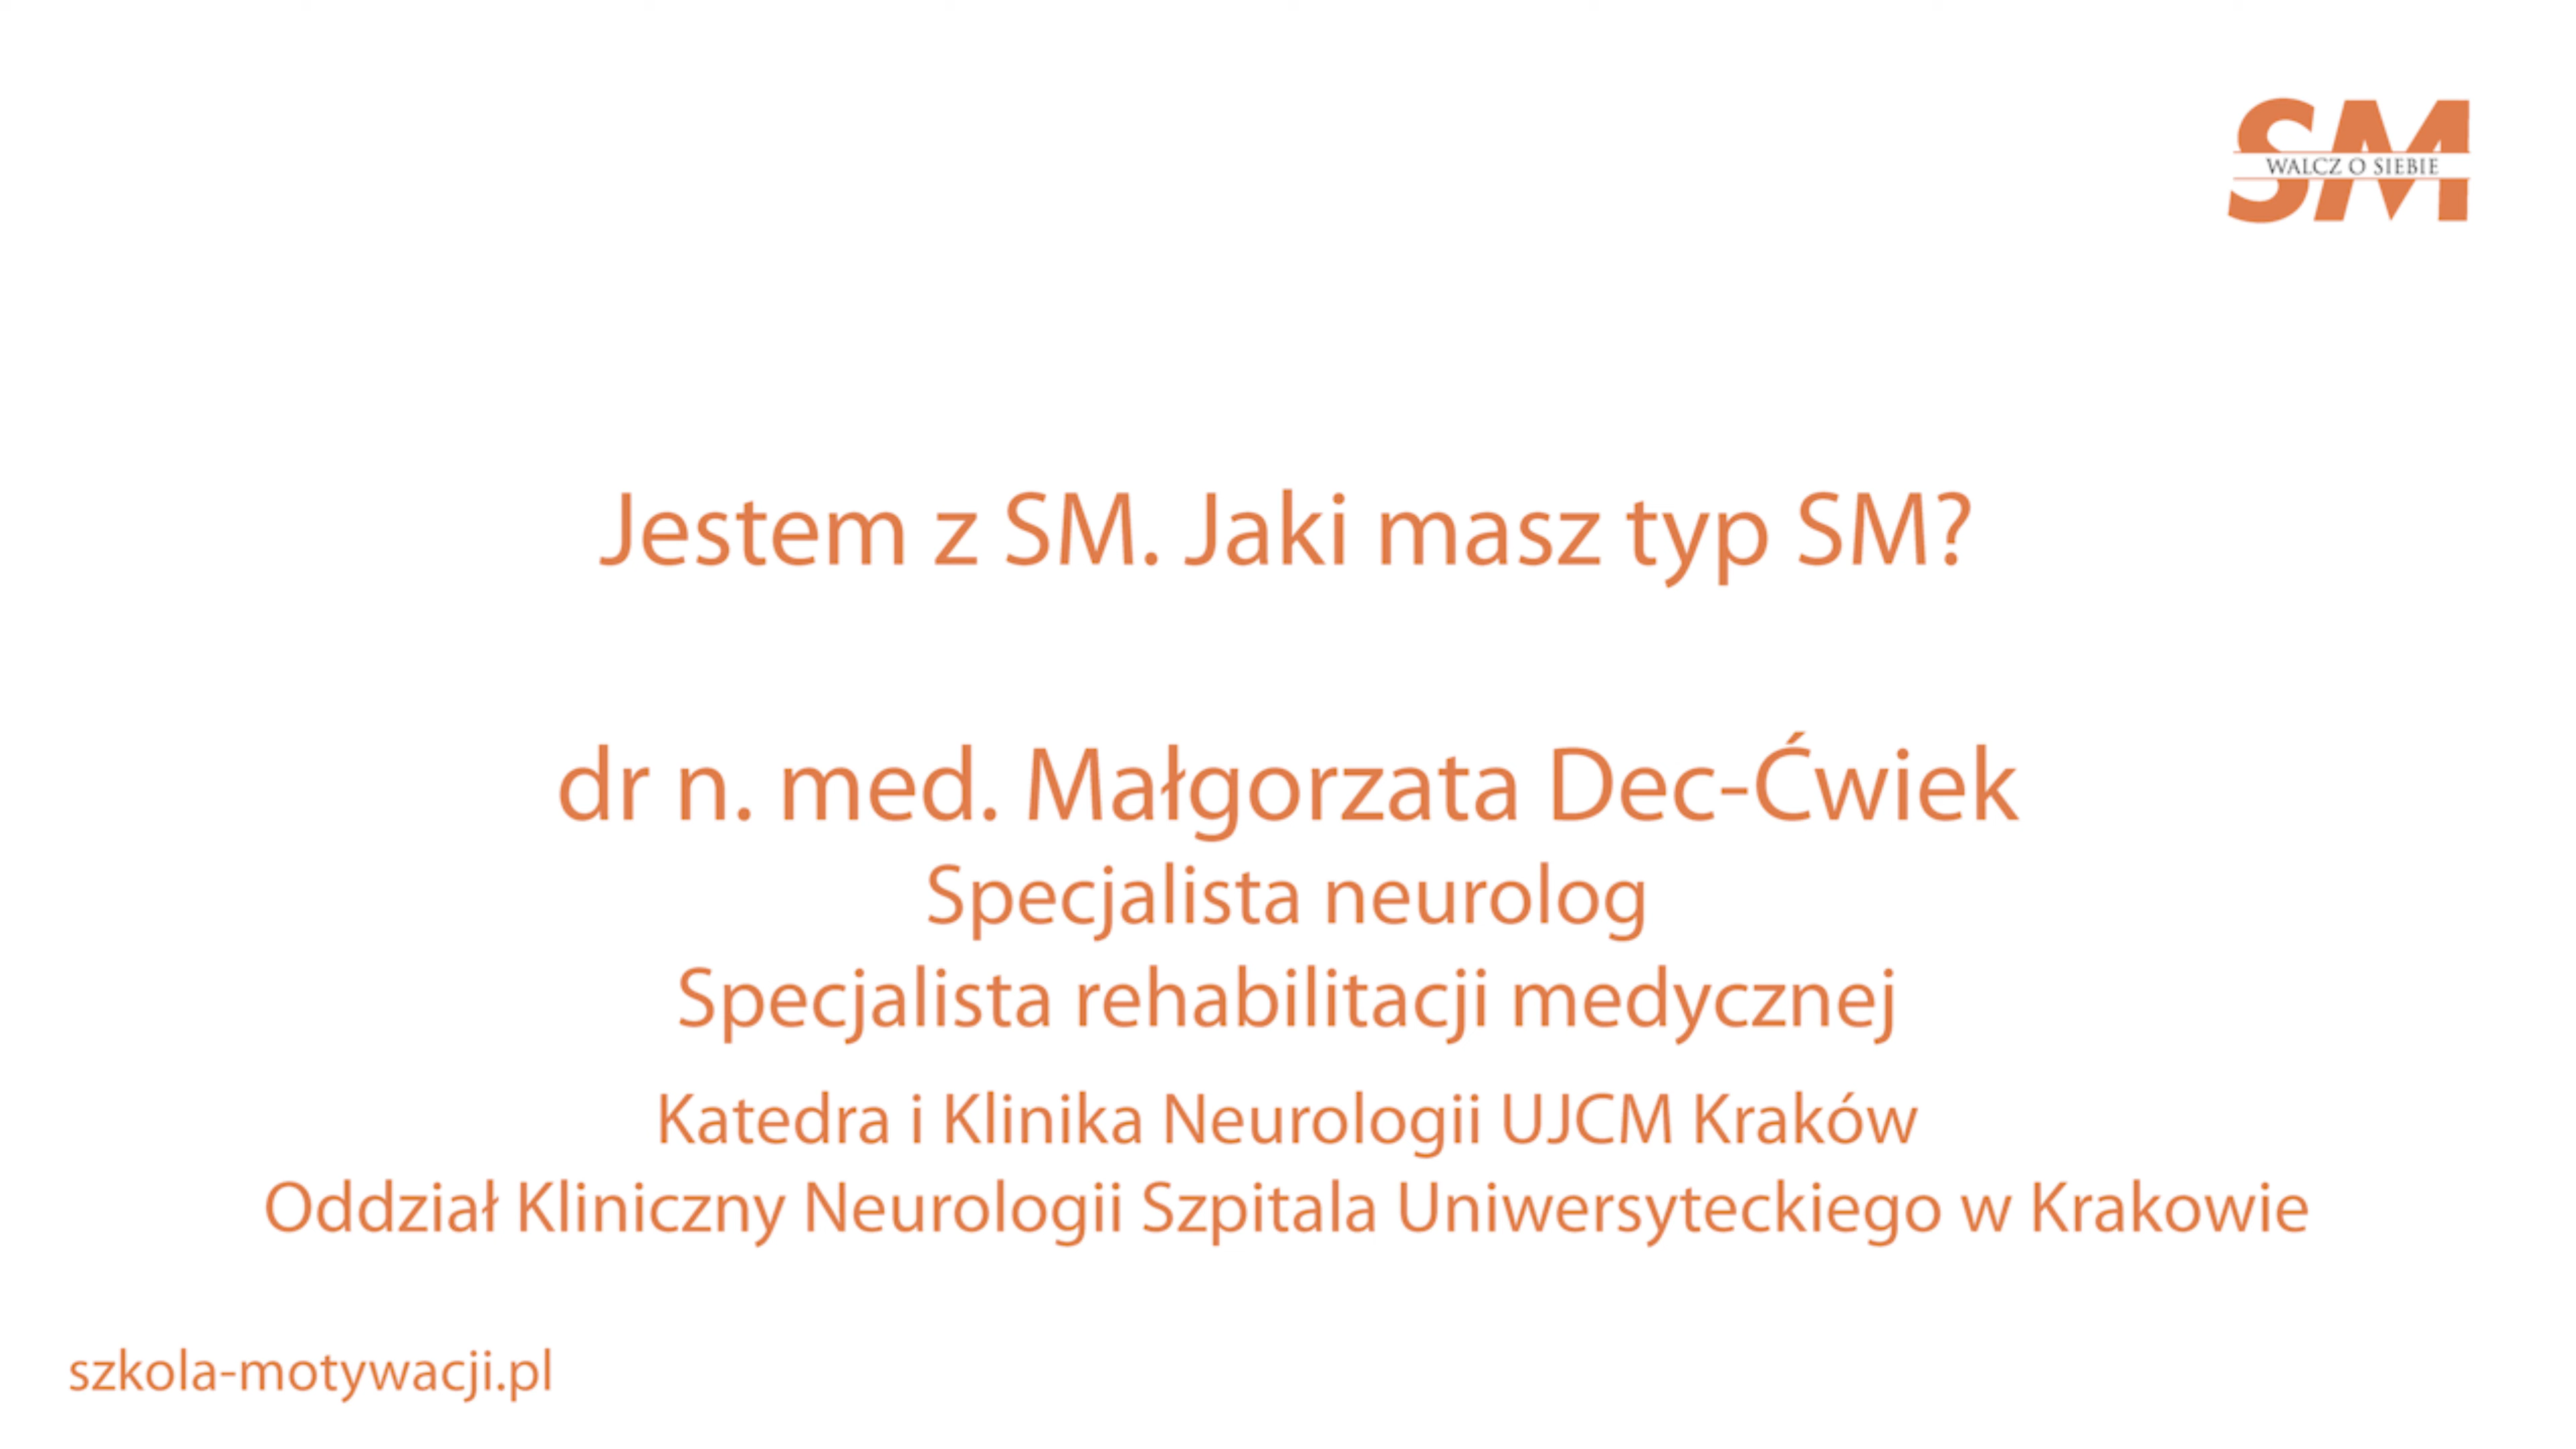 SM
WALCZ O SIEBIE
Jestem z SM. Jaki masz typ SM?
dr n. med. Małgorzata Dec-Ćwiek
Specjalista neurolog
Specjalista rehabilitacji medycznej
Katedra i Klinika Neurologii UJCM Kraków
Oddział Kliniczny Neurologii Szpitala Uniwersyteckiego w Krakowie
szkola-motywacji.pl